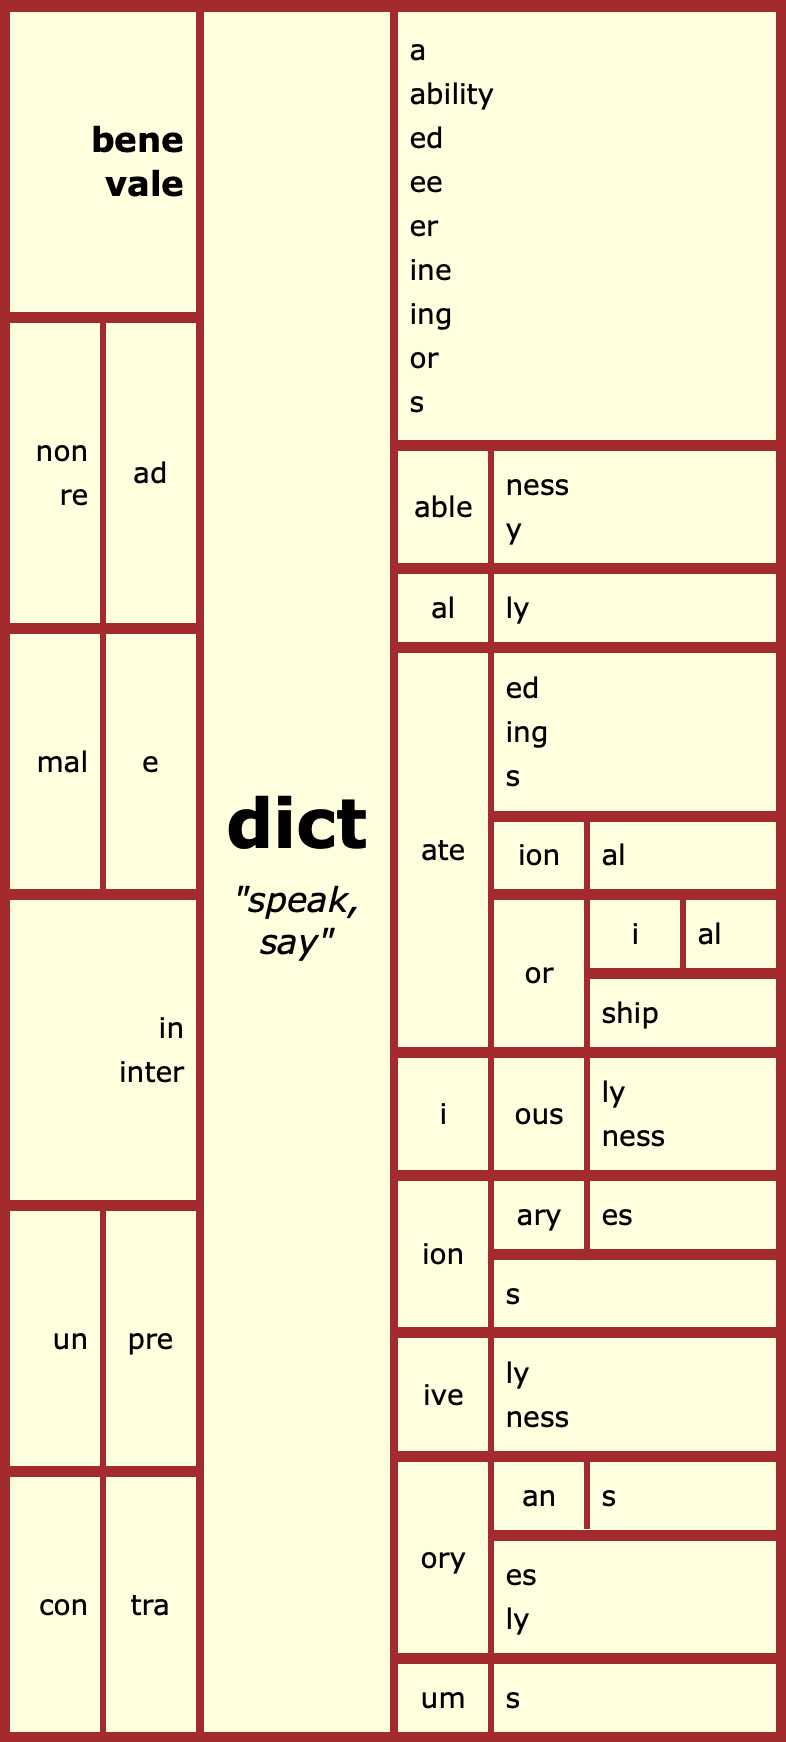 bene
vale
non
re
ad
mal
e
in
inter
un
pre
con
tra
dict
"speak,
say"
a
ability
ed
ee
er
ine
ing
or
s
able
ness
y
al
ly
ate
ed
ing
s
ion
al
or
i
al
ship
i
ous
ly
ness
ion
ary
es
s
ive
ly
ness
ory
an
s
es
ly
um
s